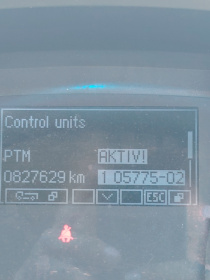 Control units
PTM AKTIV!
0827629 km 1 05775-02
ESC